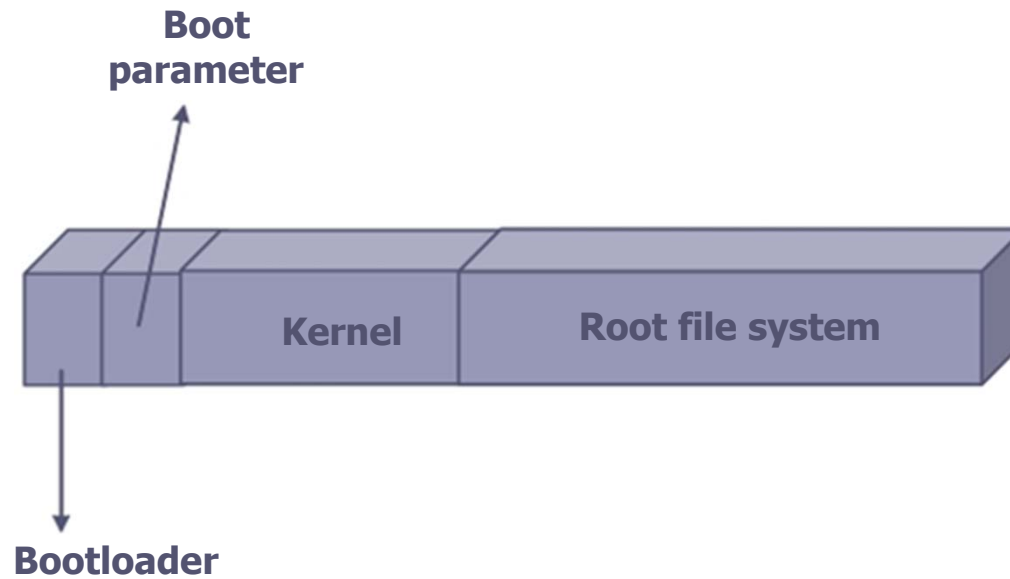 Boot
parameter
Kernel
Root file system
Bootloader